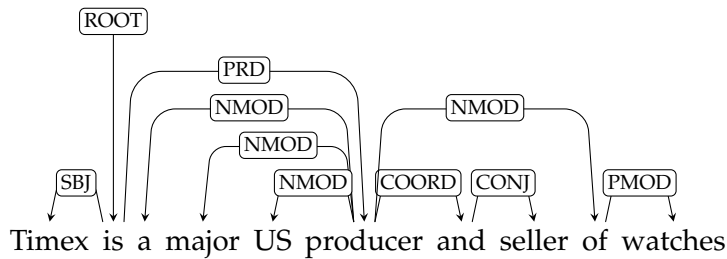 ROOT
PRD
NMOD NMOD
NMOD
SBJ NMOD COORD CONJ PMOD
Timex is a major US producer and seller of watches